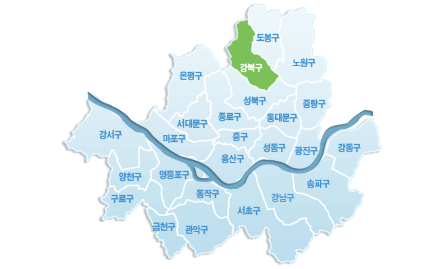 도봉구
노원구
강북구
은평구
성북구
중랑구
서대문구
종로구
동대문구
강서구
마포구
중구
성동구
광진구
강동구
용산구
양천구
영등포구
송파구
동작구
구로구
강남구
서초구
금천구
관악구